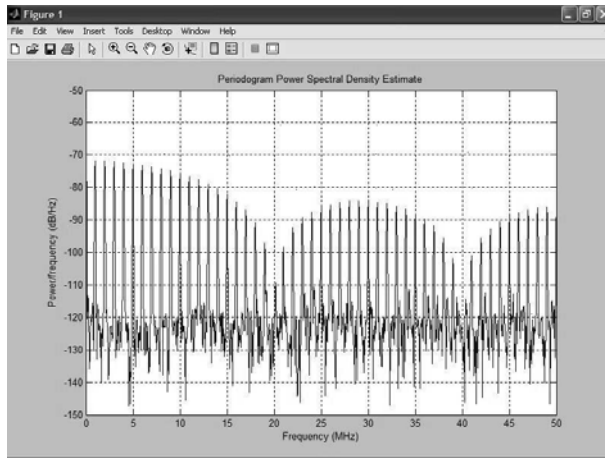 Figure 1
File Edit View Insert Tools Desktop Window Help
Periodogram Power Spectral Density Estimate
-50
-60
-70
-80
-90
-100
-110
-120
-130
-140
-150
Power/frequency (dB/Hz)
0 5 10 15 20 25 30 35 40 45 50
Frequency (MHz)